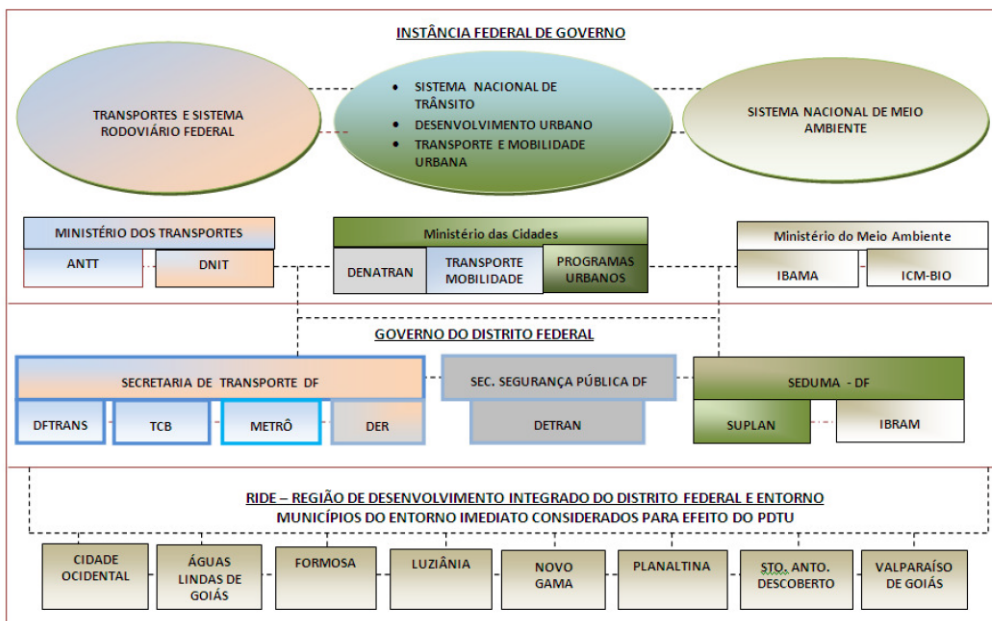 INSTÂNCIA FEDERAL DE GOVERNO
TRANSPORTES E SISTEMA
RODOVIÁRIO FEDERAL
• SISTEMA NACIONAL DE
TRÂNSITO
• DESENVOLVIMENTO URBANO
• TRANSPORTE E MOBILIDADE
URBANA
SISTEMA NACIONAL DE MEIO
AMBIENTE
MINISTÉRIO DOS TRANSPORTES
ANTT
DNIT
Ministério das Cidades
DENATRAN
TRANSPORTE
MOBILIDADE
PROGRAMAS
URBANOS
Ministério do Meio Ambiente
IBAMA
ICM-BIO
GOVERNO DO DISTRITO FEDERAL
SECRETARIA DE TRANSPORTE DF
DFTRANS
TCB
METRÔ
DER
SEC. SEGURANÇA PÚBLICA DF
DETRAN
SEDUMA - DF
SUPLAN
IBRAM
RIDE – REGIÃO DE DESENVOLVIMENTO INTEGRADO DO DISTRITO FEDERAL E ENTORNO
MUNICÍPIOS DO ENTORNO IMEDIATO CONSIDERADOS PARA EFEITO DO PDTU
CIDADE
OCIDENTAL
ÁGUAS
LINDAS DE
GOIÁS
FORMOSA
LUZIÂNIA
NOVO
GAMA
PLANALTINA
STO. ANTO.
DESCOBERTO
VALPARAÍSO
DE GOIÁS